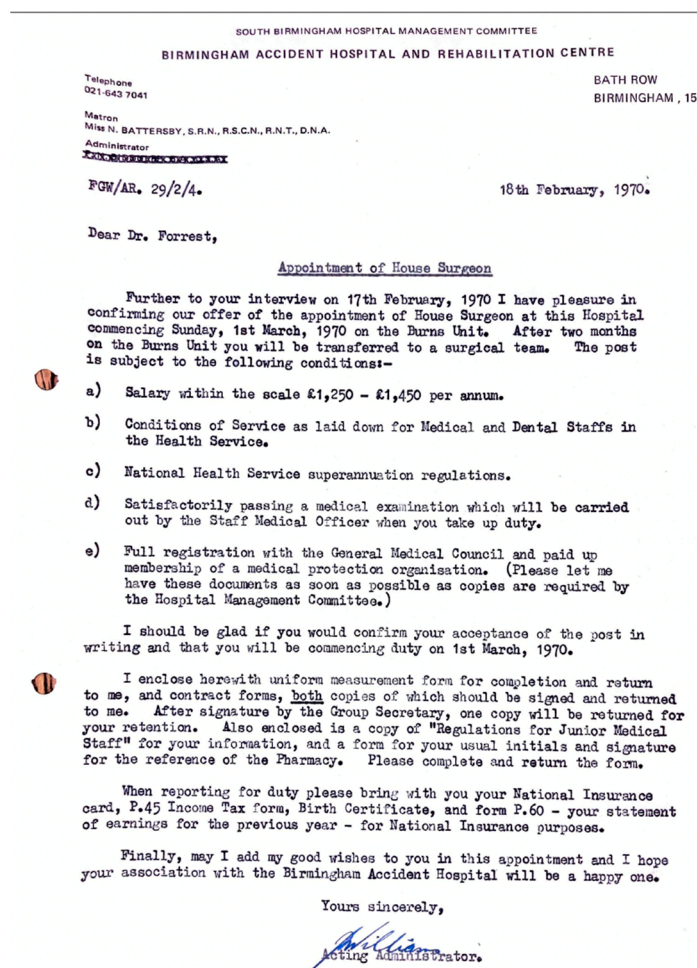 SOUTH BIRMINGHAM HOSPITAL MANAGEMENT COMMITTEE
BIRMINGHAM ACCIDENT HOSPITAL AND REHABILITATION CENTRE
Telephone
021-643 7041
BATH ROW
BIRMINGHAM, 15
Matron
Miss N. BATTERSBY, S.R.N., R.S.C.N., R.N.T., D.N.A.
Administrator
FGW/AR. 29/2/4.
18th February, 1970.
Dear Dr. Forrest,
Appointment of House Surgeon
Further to your interview on 17th February, 1970 I have pleasure in
confirming our offer of the appointment of House Surgeon at this Hospital
commencing Sunday, 1st March, 1970 on the Burns Unit. After two months
on the Burns Unit you will be transferred to a surgical team. The post
is subject to the following conditions:-
a) Salary within the scale £1,250 - £1,450 per annum.
b) Conditions of Service as laid down for Medical and Dental Staffs in
the Health Service.
c) National Health Service superannuation regulations.
d) Satisfactorily passing a medical examination which will be carried
out by the Staff Medical Officer when you take up duty.
e) Full registration with the General Medical Council and paid up
membership of a medical protection organisation. (Please let me
have these documents as soon as possible as copies are required by
the Hospital Management Committee.)
I should be glad if you would confirm your acceptance of the post in
writing and that you will be commencing duty on 1st March, 1970.
I enclose herewith uniform measurement form for completion and return
to me, and contract forms, both copies of which should be signed and returned
to me. After signature by the Group Secretary, one copy will be returned for
your retention. Also enclosed is a copy of "Regulations for Junior Medical
Staff" for your information, and a form for your usual initials and signature
for the reference of the Pharmacy. Please complete and return the form.
When reporting for duty please bring with you your National Insurance
card, P.45 Income Tax form, Birth Certificate, and form P.60 - your statement
of earnings for the previous year - for National Insurance purposes.
Finally, may I add my good wishes to you in this appointment and I hope
your association with the Birmingham Accident Hospital will be a happy one.
Yours sincerely,
Acting Administrator.